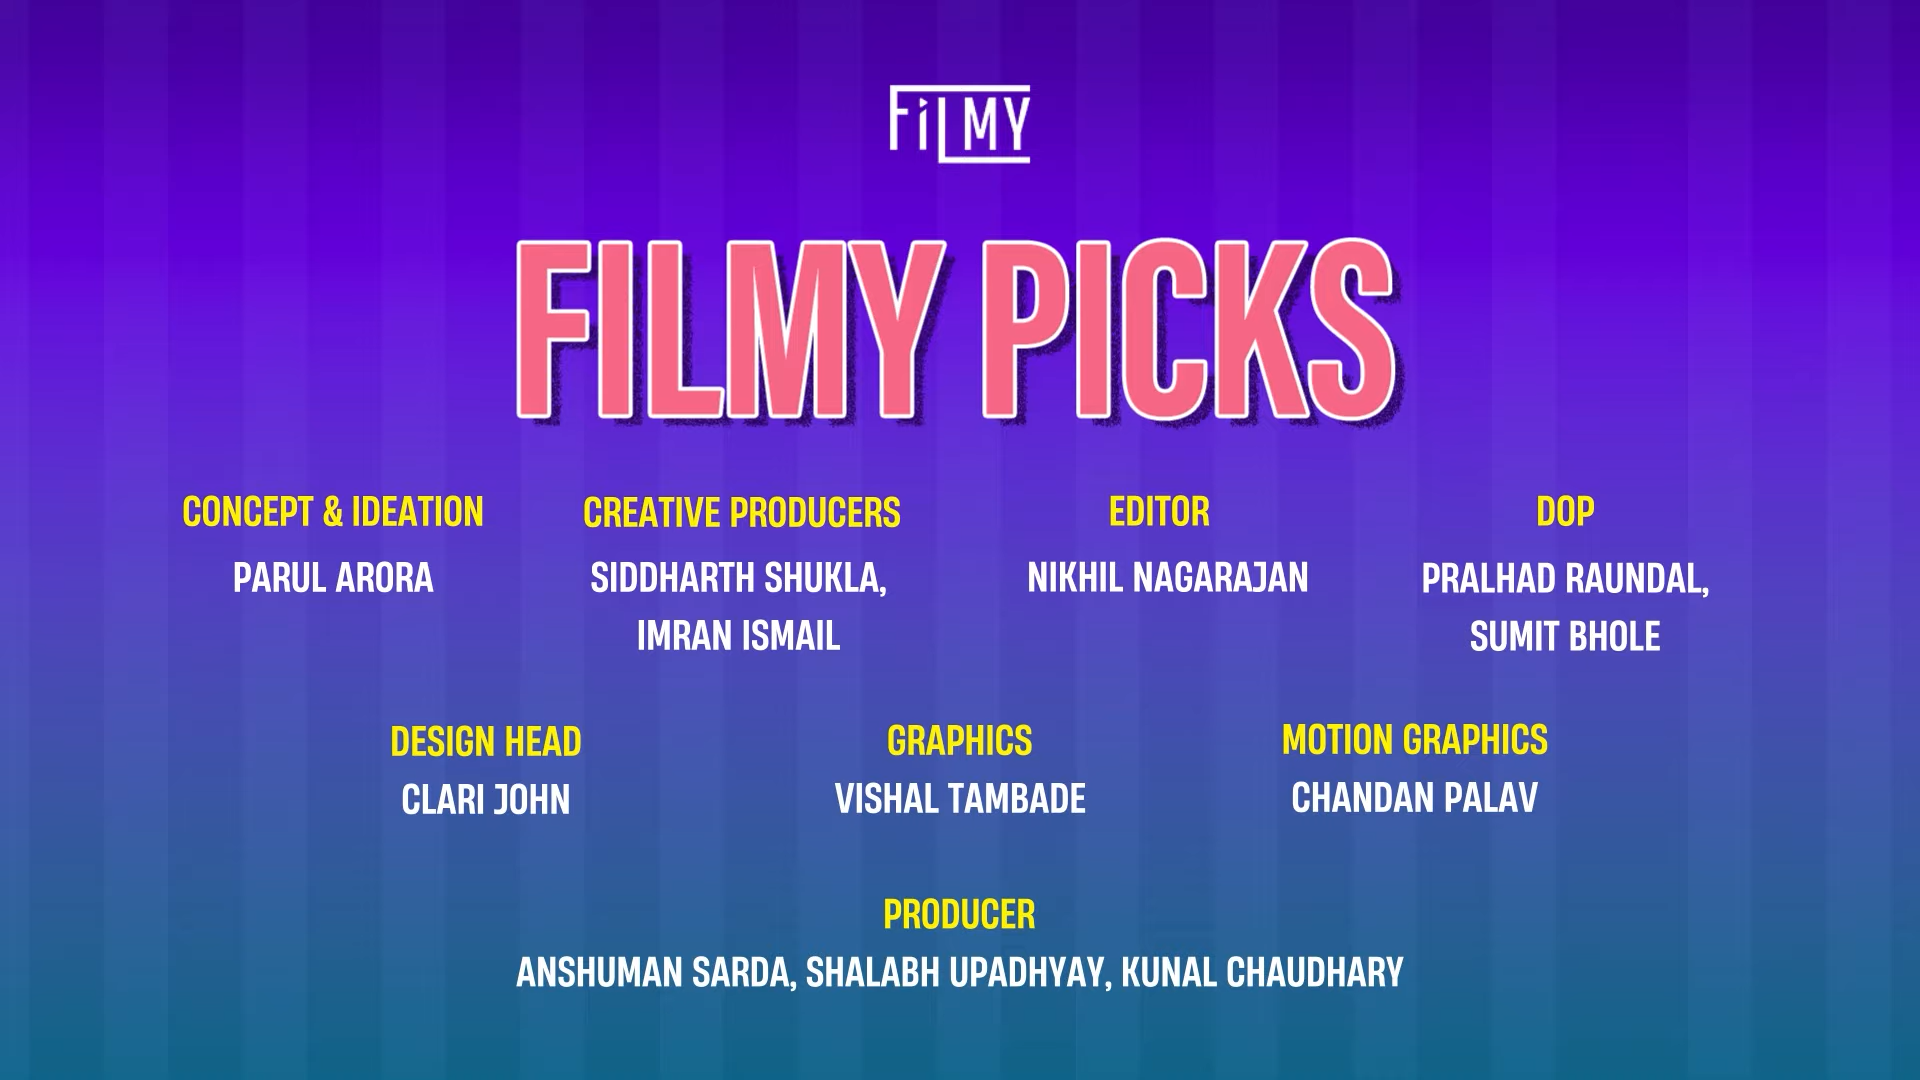 FiLMY
FILMY PICKS
CONCEPT & IDEATION
PARUL ARORA
CREATIVE PRODUCERS
SIDDHARTH SHUKLA,
IMRAN ISMAIL
EDITOR
NIKHIL NAGARAJAN
DOP
PRALHAD RAUNDAL,
SUMIT BHOLE
DESIGN HEAD
CLARI JOHN
GRAPHICS
VISHAL TAMBADE
MOTION GRAPHICS
CHANDAN PALAV
PRODUCER
ANSHUMAN SARDA, SHALABH UPADHYAY, KUNAL CHAUDHARY